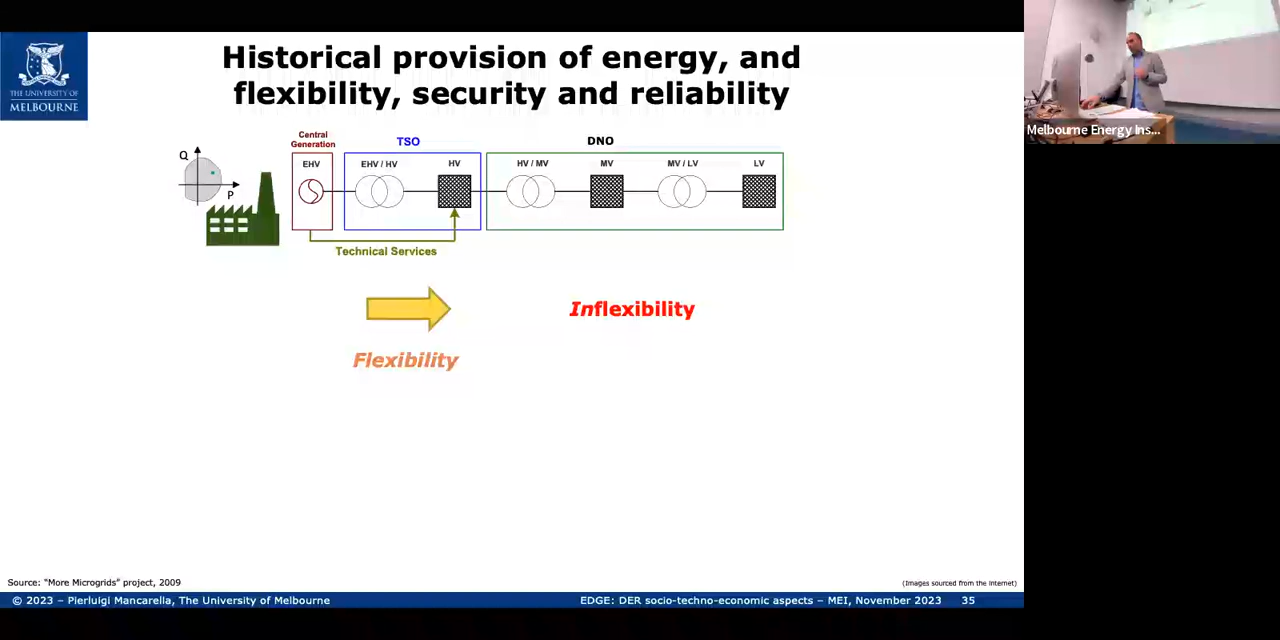 THE UNIVERSITY OF
MELBOURNE
Historical provision of energy, and
flexibility, security and reliability
Central
Generation
TSO
DNO
Q
P
EHV
EHV / HV
HV
HV / MV
MV
MV / LV
LV
Technical Services
Inflexibility
Flexibility
Source: “More Microgrids” project, 2009
(Images sourced from the internet)
© 2023 – Pierluigi Mancarella, The University of Melbourne
EDGE: DER socio-techno-economic aspects – MEI, November 2023 35
Melbourne Energy Ins...